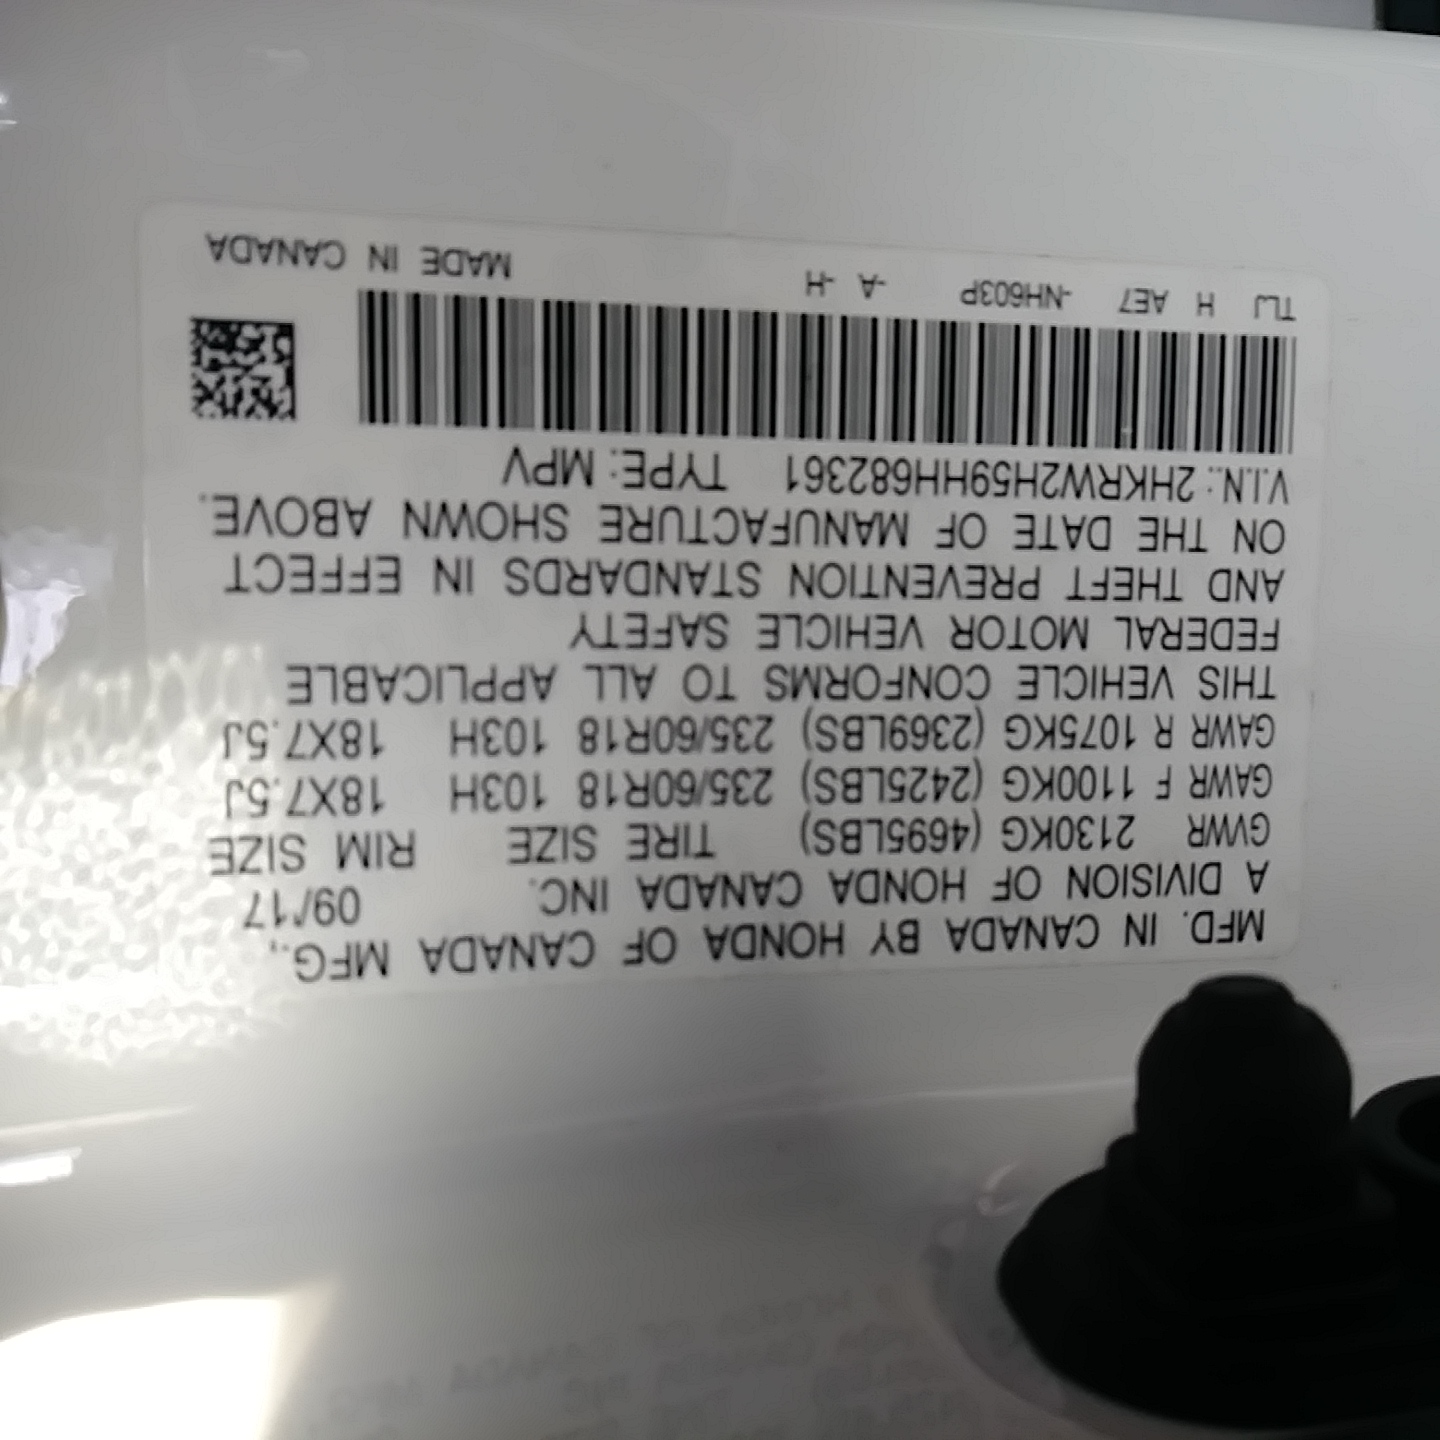 MFD. IN CANADA BY HONDA OF CANADA MFG.,
A DIVISION OF HONDA CANADA INC. 09/17
GVWR 2130KG (4695LBS) TIRE SIZE RIM SIZE
GAWR F 1100KG (2425LBS) 235/60R18 103H 18X7.5J
GAWR R 1075KG (2369LBS) 235/60R18 103H 18X7.5J
THIS VEHICLE CONFORMS TO ALL APPLICABLE
FEDERAL MOTOR VEHICLE SAFETY
AND THEFT PREVENTION STANDARDS IN EFFECT
ON THE DATE OF MANUFACTURE SHOWN ABOVE.
V.I.N.: 2HKRW2H59HH682361 TYPE: MPV
TLJ H AE7 -NH603P -A -H MADE IN CANADA